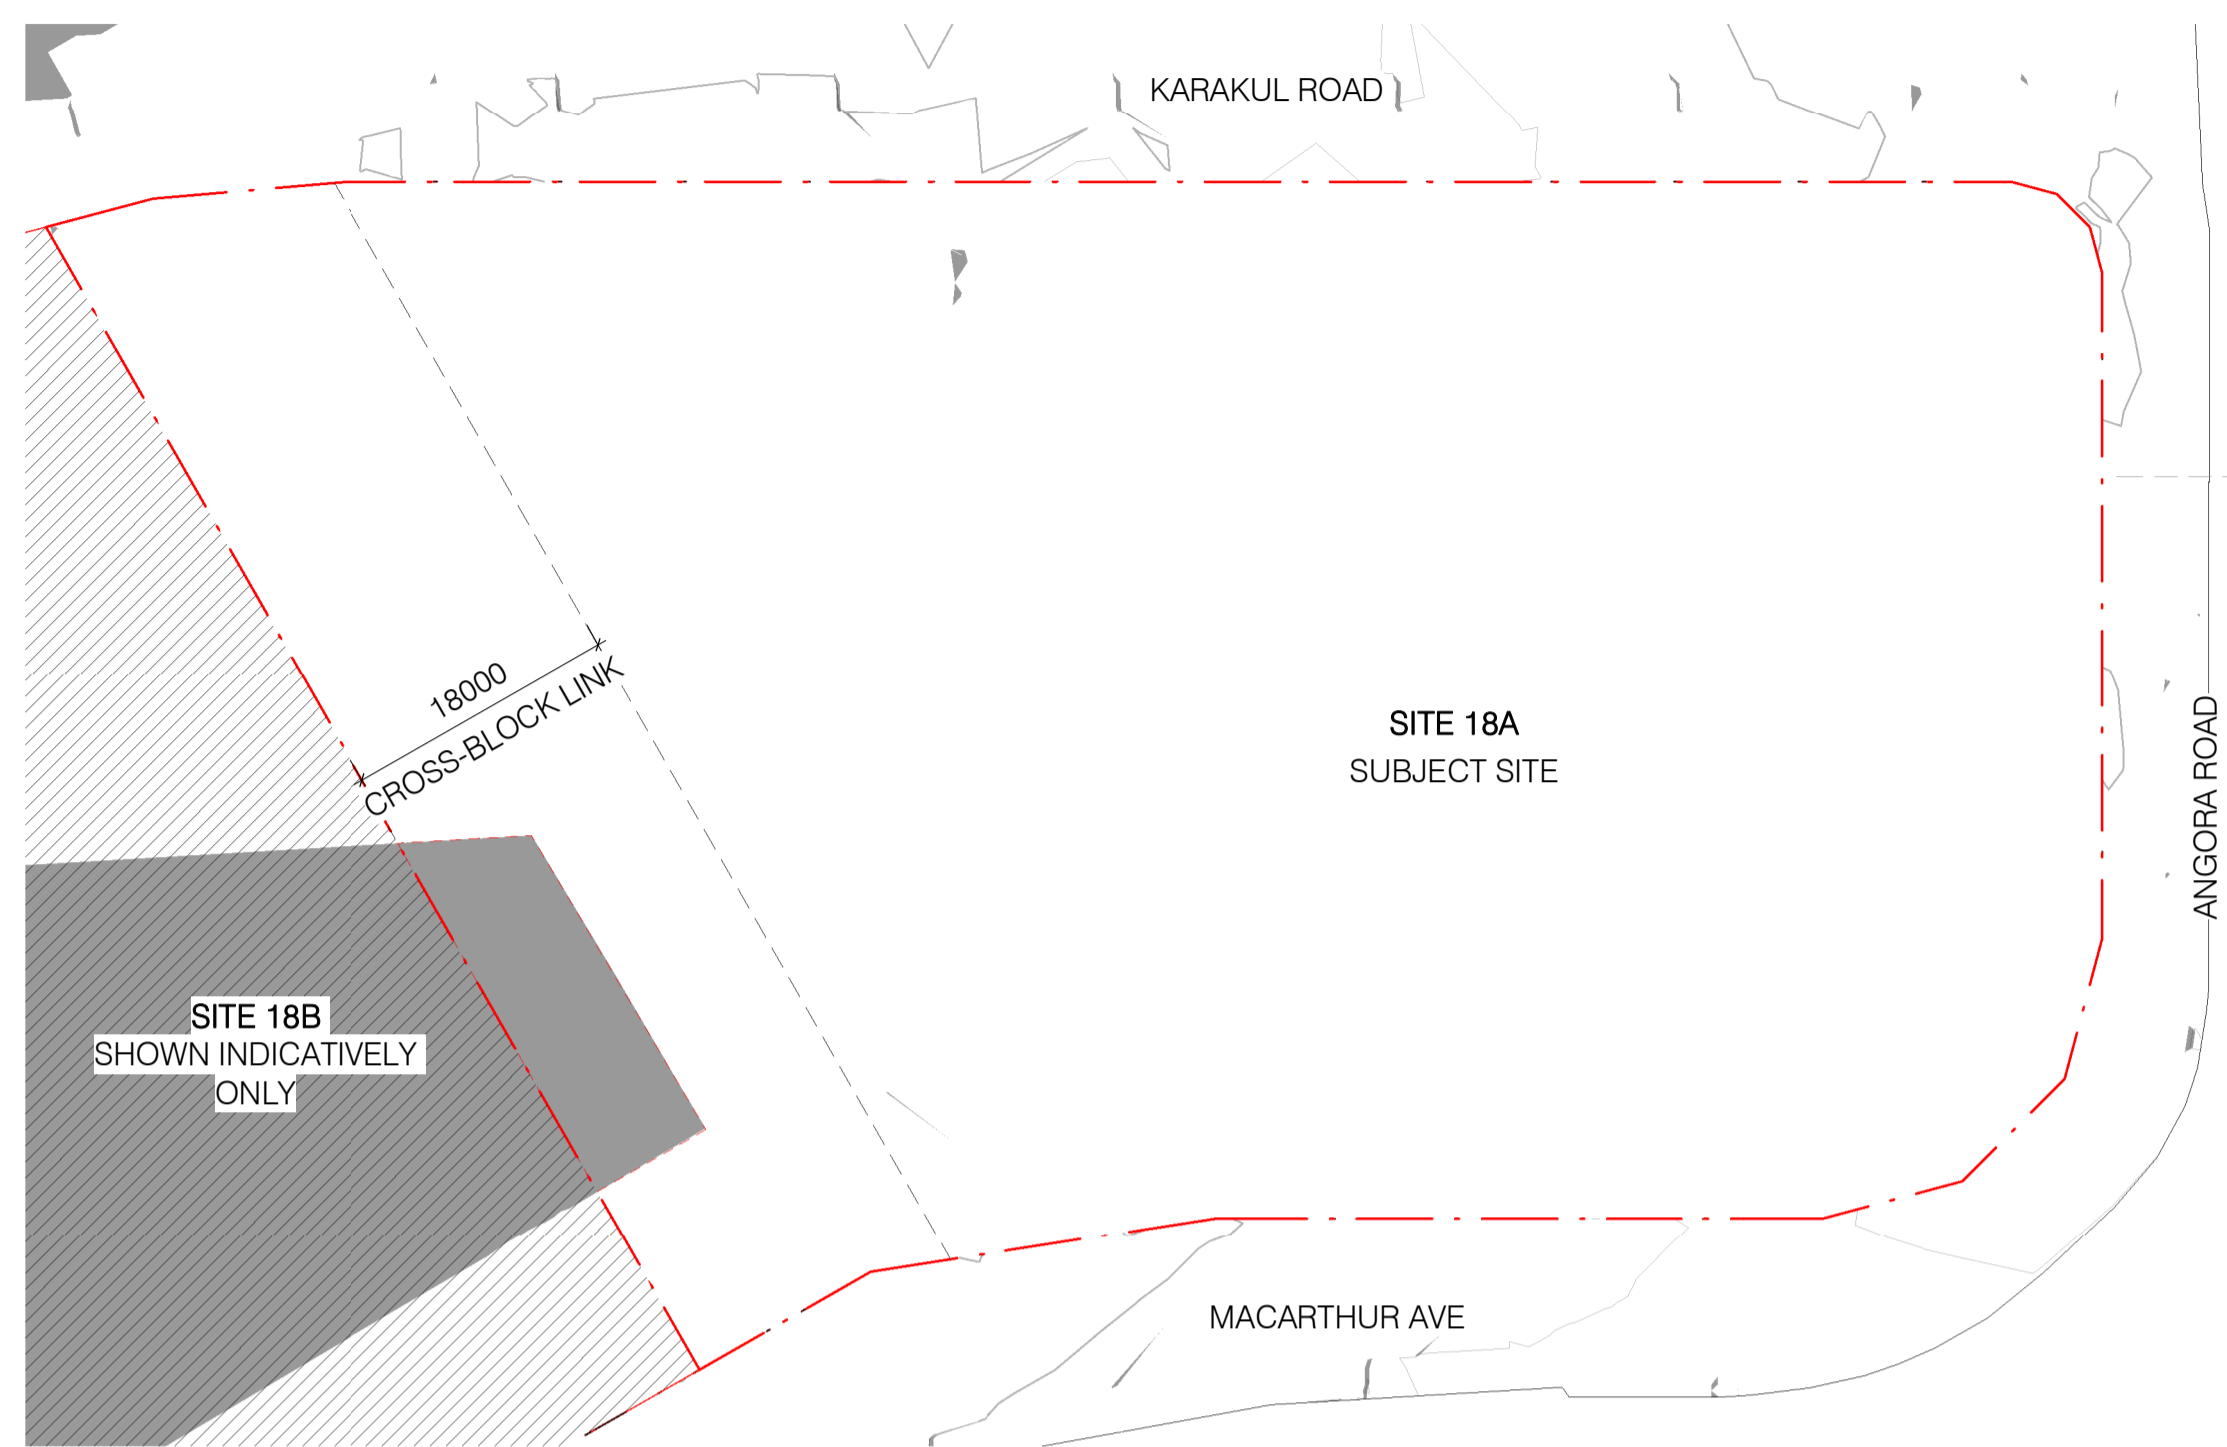 KARAKUL ROAD
18000
CROSS-BLOCK LINK
SITE 18A
SUBJECT SITE
ANGORA ROAD
SITE 18B
SHOWN INDICATIVELY
ONLY
MACARTHUR AVE